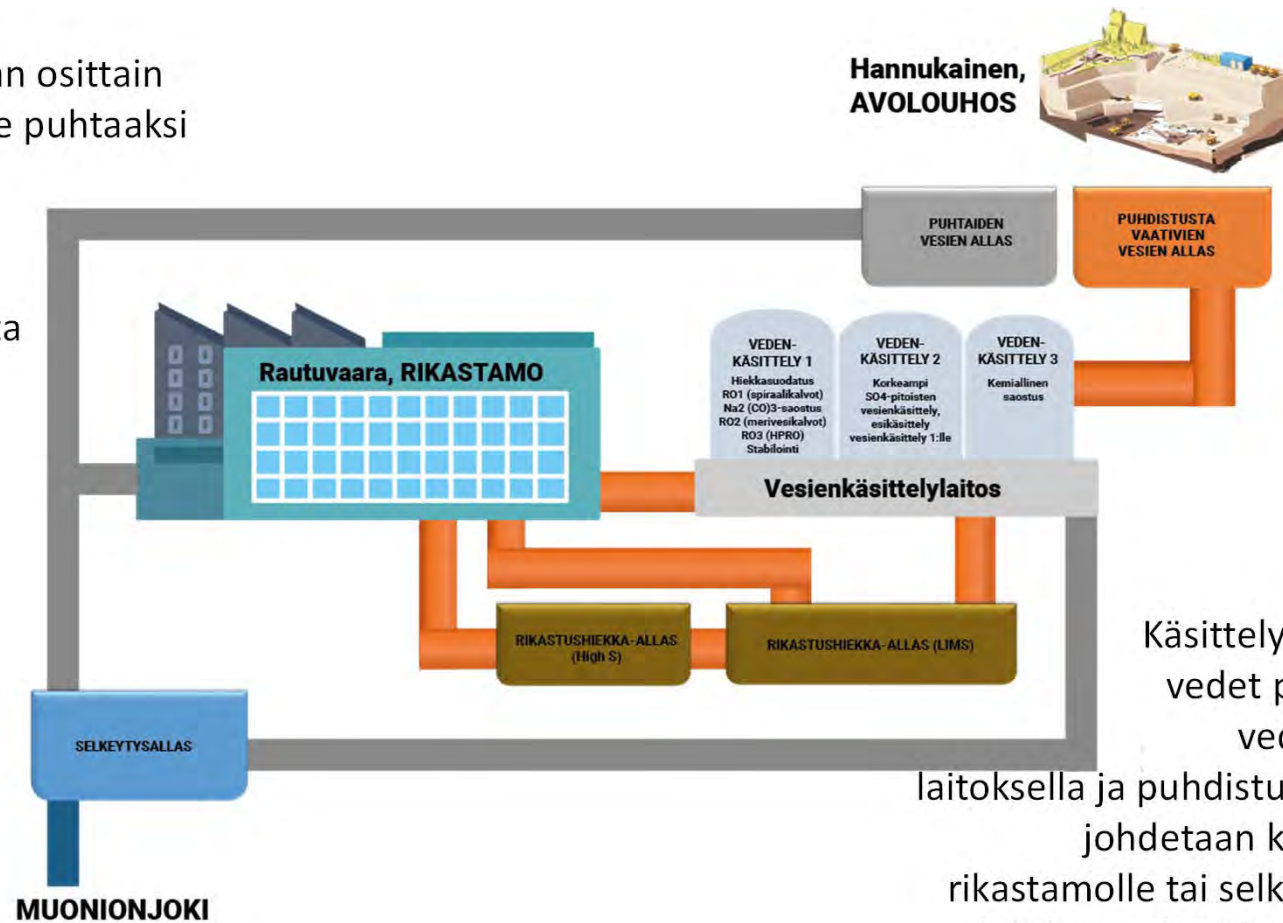 an osittain
e puhtaaksi
ta
Hannukainen,
AVOLOUHOS
PUHTAIDEN
VESIEN ALLAS
PUHDISTUSTA
VAATIVIEN
VESIEN ALLAS
Rautuvaara, RIKASTAMO
VEDEN-
KÄSITTELY 1
Hiekkasuodatus
RO1 (spiraalikalvot)
Na2 (CO)3-saostus
RO2 (merivesikalvot)
RO3 (HPRO)
Stabilointi
VEDEN-
KÄSITTELY 2
Korkeampi
SO4-pitoisten
vesienkäsittely,
esikäsittely
vesienkäsittely 1:lle
VEDEN-
KÄSITTELY 3
Kemiallinen
saostus
Vesienkäsittelylaitos
RIKASTUSHIEKKA-ALLAS
(High S)
RIKASTUSHIEKKA-ALLAS (LIMS)
SELKEYTYSALLAS
MUONIONJOKI
Käsittely
vedet p
ved
laitoksella ja puhdistu
johdetaan k
rikastamolle tai selk